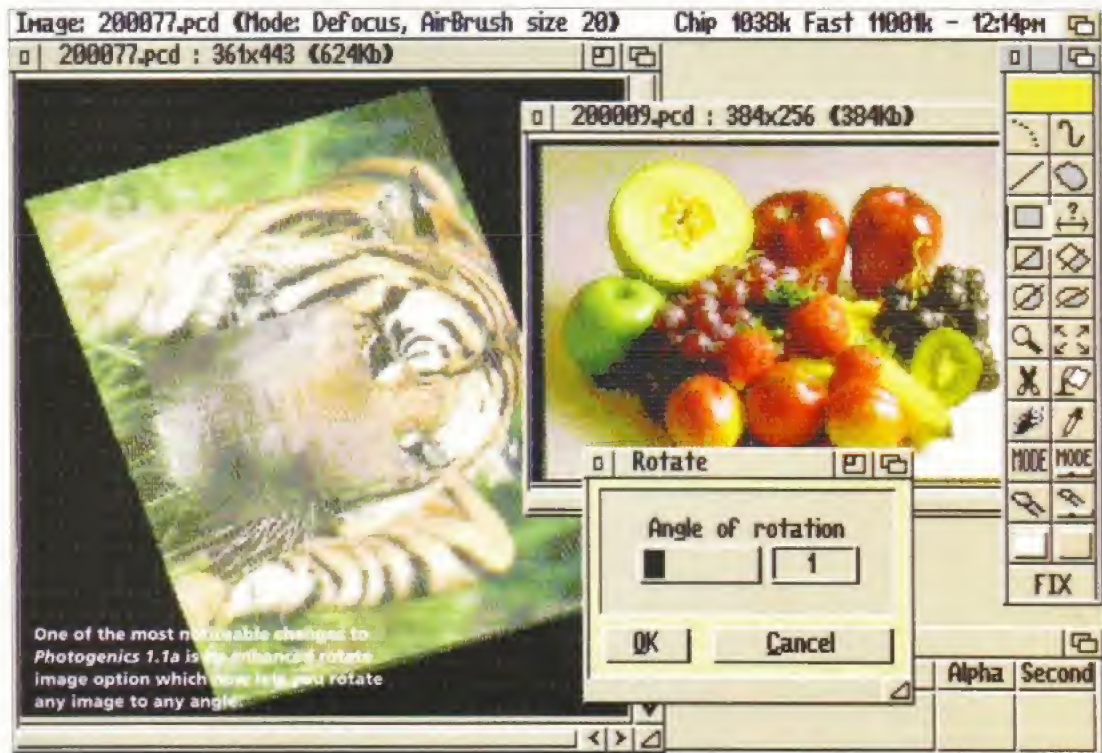 Image: 200077.pcd (Mode: Defocus, AirBrush size 20) Chip 1038k Fast 11001k - 12:14pm
200077.pcd : 361x443 (624Kb)
200009.pcd : 384x256 (384Kb)
?
MODE MODE
Rotate
Angle of rotation
1
FIX
OK Cancel
Alpha Second
One of the most noticeable changes to
Photogenics 1.1a is enhanced rotate
image option which now lets you rotate
any image to any angle.